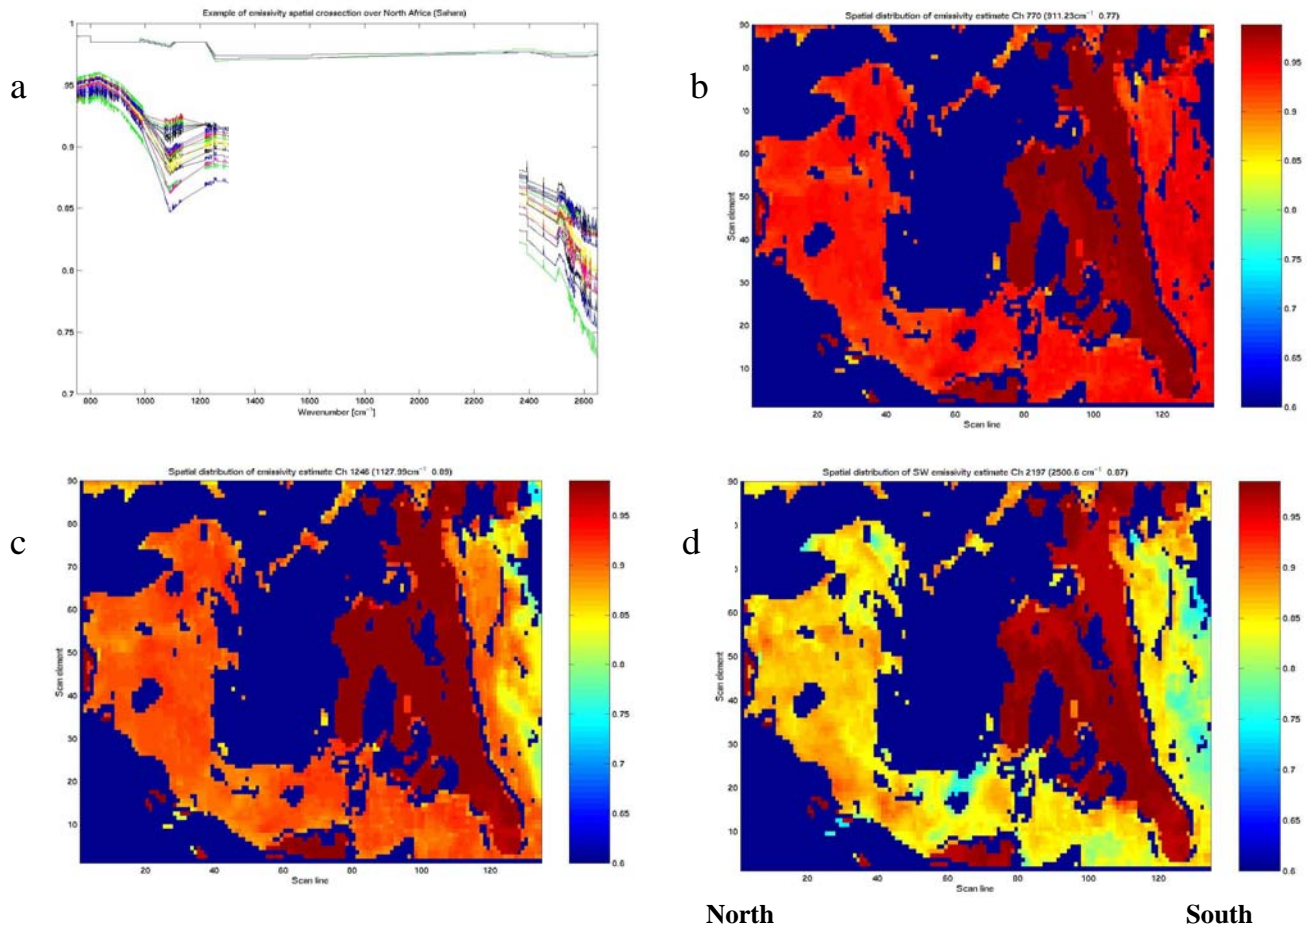 Example of emissivity spatial crossection over North Africa (Sahara)
a
1
.95
0.9
0.85
0.8
0.75
0.7
800 1000 1200 1400 1600 1800 2000 2200 2400 2600
Wavenumber [cm⁻¹]
Spatial distribution of emissivity estimate Ch 770 (911.23cm⁻¹ 0.77)
b
90
80
70
60
50
40
30
20
10
Scan element
20 40 60 80 100 120
Scan line
0.95
0.9
0.85
0.8
0.75
0.7
0.65
0.6
Spatial distribution of emissivity estimate Ch 1246 (1127.99cm⁻¹ 0.89)
c
90
80
70
60
50
40
30
20
10
Scan element
20 40 60 80 100 120
Scan line
0.95
0.9
0.85
0.8
0.75
0.7
0.65
0.6
Spatial distribution of SW emissivity estimate Ch 2197 (2500.6 cm⁻¹ 0.87)
d
90
80
70
60
50
40
30
20
10
Scan element
20 40 60 80 100 120
Scan line
0.95
0.9
0.85
0.8
0.75
0.7
0.65
0.6
North South